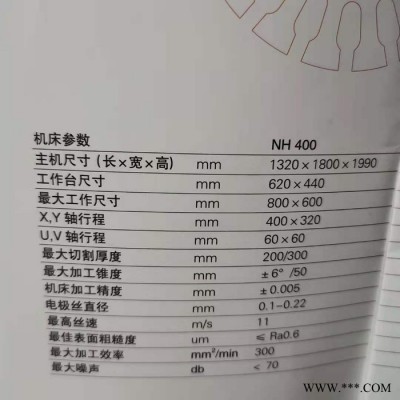 机床参数 NH 400
主机尺寸(长×宽×高) mm 1320×1800×1990
工作台尺寸 mm 620×440
最大工作尺寸 mm 800×600
X,Y 轴行程 mm 400×320
U,V 轴行程 mm 60×60
最大切割厚度 mm 200/300
最大加工锥度 mm ±6°/50
机床加工精度 mm ±0.005
电极丝直径 mm 0.1-0.22
最高丝速 m/s 11
最佳表面粗糙度 um ≤Ra0.6
最大加工效率 mm²/min 300
最大噪声 db <70
www.***.com